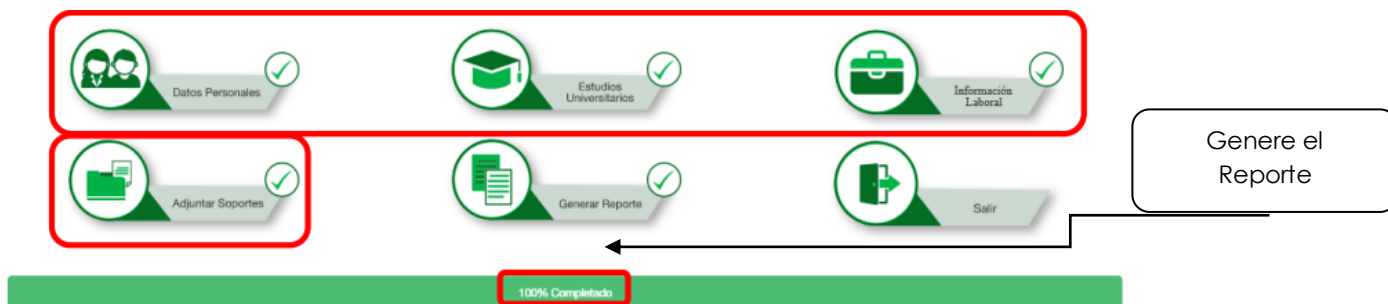 Datos Personales
Estudios
Universitarios
Información
Laboral
Genere el
Reporte
Adjuntar Soportes
Generar Reporte
Salir
100% Completado